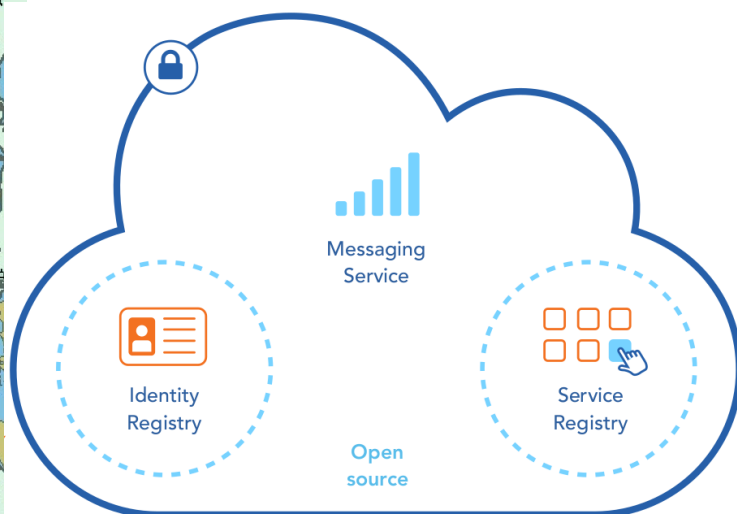 Messaging
Service
Identity
Registry
Service
Registry
Open
source